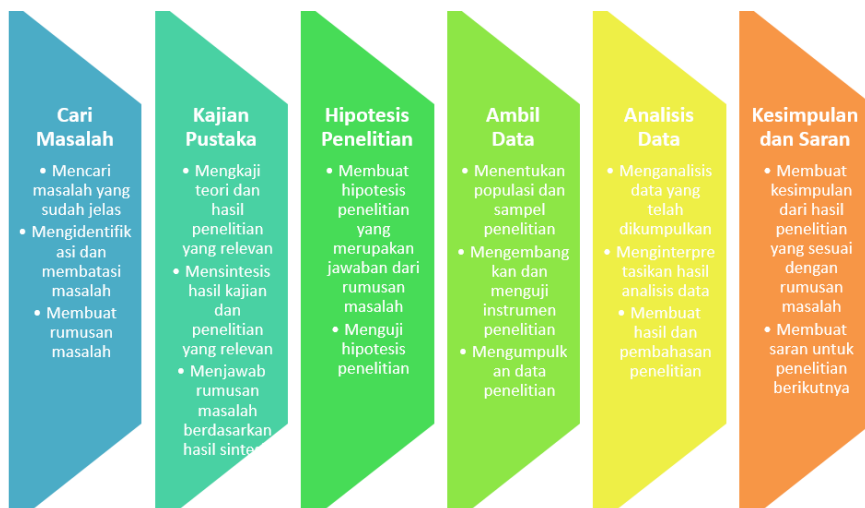 Cari
Masalah
• Mencari
masalah yang
sudah jelas
• Mengidentifik
asi dan
membatasi
masalah
• Membuat
rumusan
masalah
Kajian
Pustaka
• Mengkaji
teori dan
hasil
penelitian
yang relevan
• Mensintesis
hasil kajian
dan
penelitian
yang relevan
• Menjawab
rumusan
masalah
berdasarkan
hasil
Hipotesis
Penelitian
• Membuat
hipotesis
penelitian
yang
merupakan
jawaban dari
rumusan
masalah
• Menguji
hipotesis
penelitian
Ambil
Data
• Menentukan
populasi dan
sampel
penelitian
• Mengembang
kan dan
menguji
instrumen
penelitian
• Mengumpulk
an data
penelitian
Analisis
Data
• Menganalisis
data yang
telah
dikumpulkan
• Menginterpre
tasikan hasil
analisis data
• Membuat
hasil dan
pembahasan
penelitian
Kesimpulan
dan Saran
• Membuat
kesimpulan
dari hasil
penelitian
yang sesuai
dengan
rumusan
masalah
• Membuat
saran untuk
penelitian
berikutnya